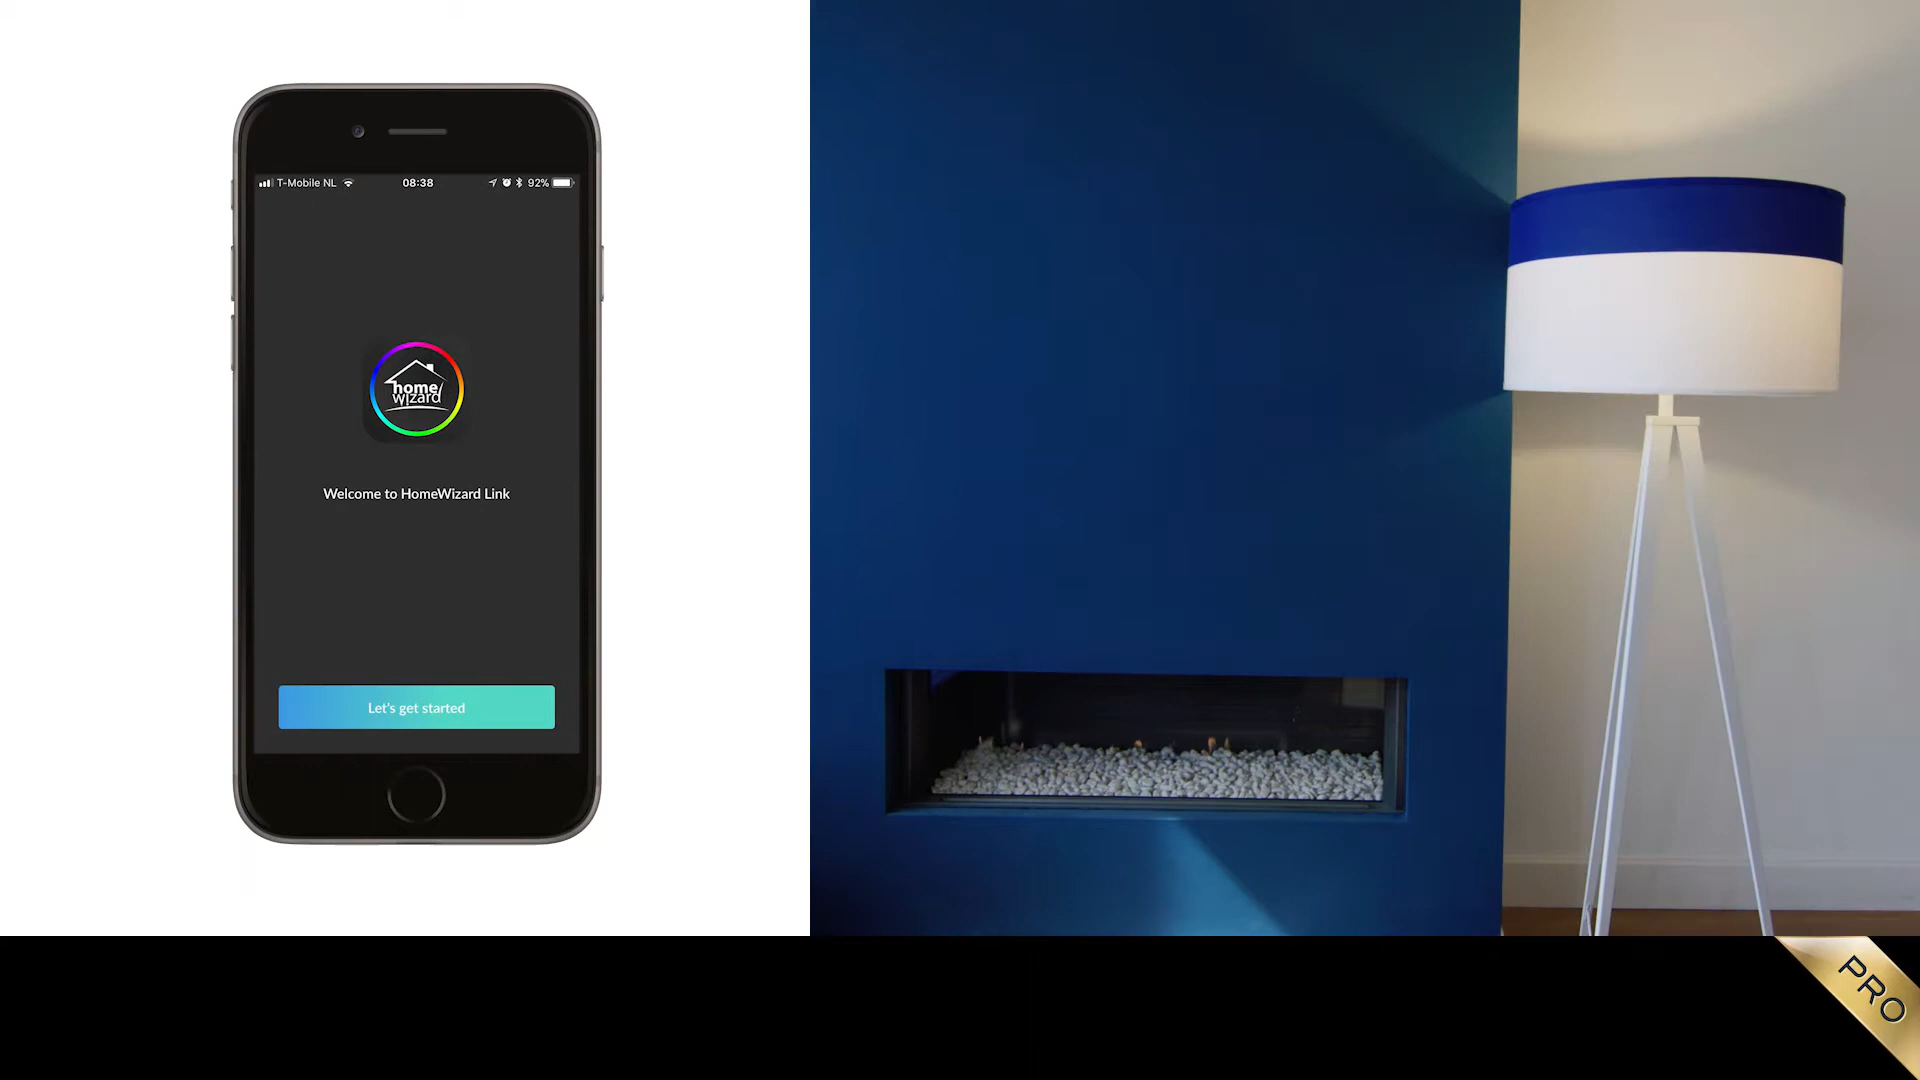 T-Mobile NL
08:38
92%
home
wizard
Welcome to HomeWizard Link
Let's get started
PRO